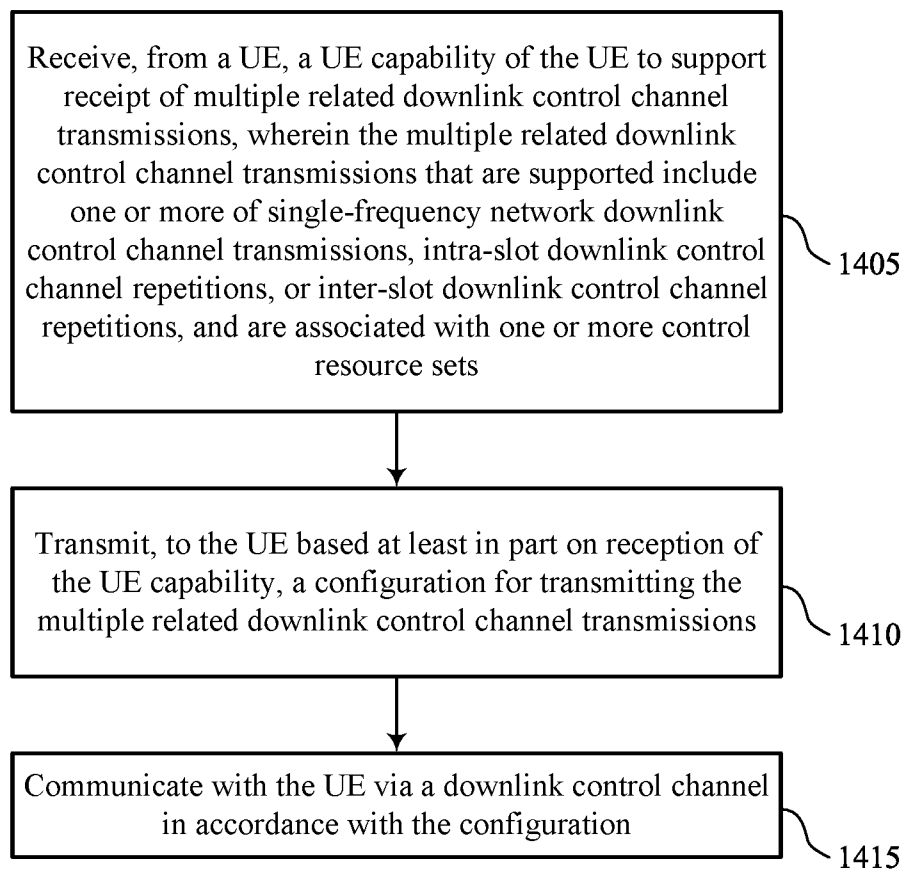 Receive, from a UE, a UE capability of the UE to support
receipt of multiple related downlink control channel
transmissions, wherein the multiple related downlink
control channel transmissions that are supported include
one or more of single-frequency network downlink
control channel transmissions, intra-slot downlink control
channel repetitions, or inter-slot downlink control channel
repetitions, and are associated with one or more control
resource sets
1405
Transmit, to the UE based at least in part on reception of
the UE capability, a configuration for transmitting the
multiple related downlink control channel transmissions
1410
Communicate with the UE via a downlink control channel
in accordance with the configuration
1415